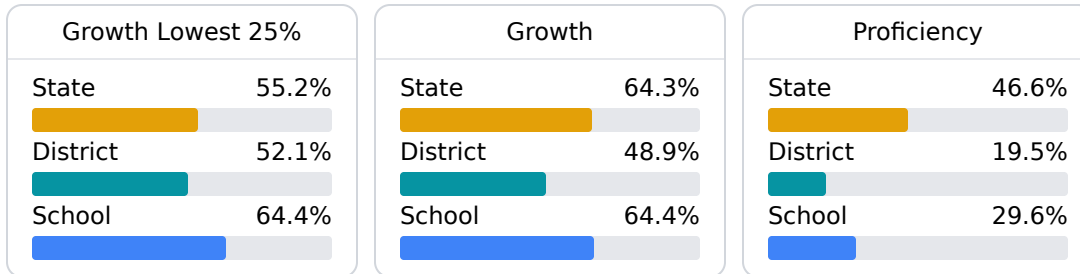 Growth Lowest 25%
State 55.2%
District 52.1%
School 64.4%
Growth
State 64.3%
District 48.9%
School 64.4%
Proficiency
State 46.6%
District 19.5%
School 29.6%